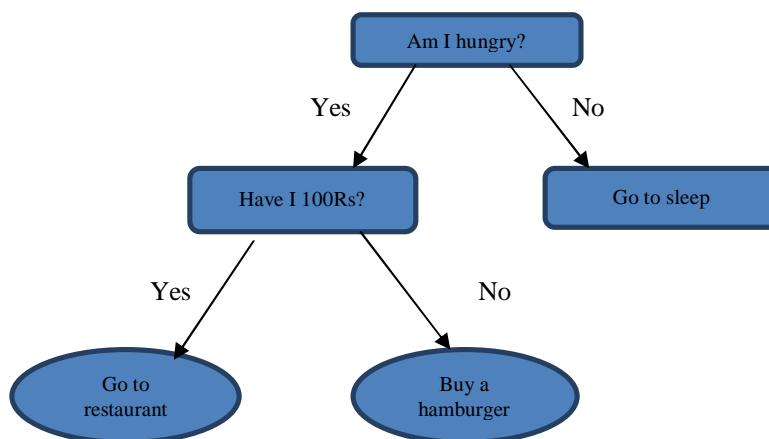 Am I hungry?
Yes
No
Have I 100Rs?
Go to sleep
Yes
No
Go to
restaurant
Buy a
hamburger